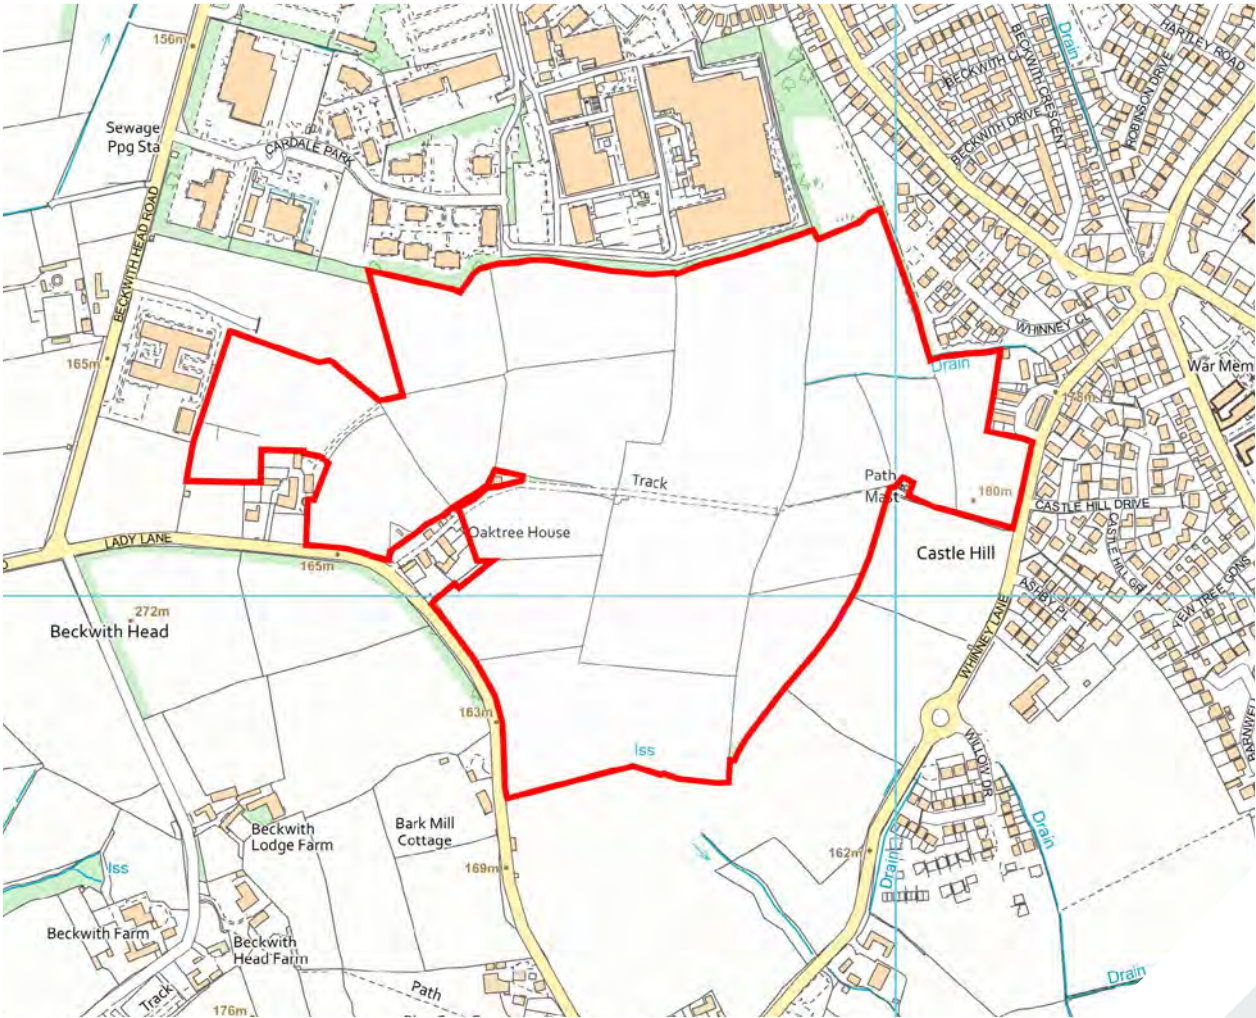 156m
HARTLEY ROAD
Drain
BECKWITH CL
BECKWITH CRESCENT
ROBINSON DRIVE
BECKWITH DRIVE
Sewage
Ppg Sta
CARDALE PARK
BECKWITH HEAD ROAD
WHINNEY CL
165m
Drain
War Mem
178m
Track
Path
Mast
180m
CASTLE HILL DRIVE
Oaktree House
LADY LANE
Castle Hill
CASTLE HILL GR
165m
ASHBY PL
YEW TREE GDNS
272m
Beckwith Head
WHINNEY LANE
163m
Iss
BARNWELL
WILLOW DR
Beckwith
Lodge Farm
Bark Mill
Cottage
Drain
162m
Drain
169m
Iss
Beckwith Farm
Beckwith
Head Farm
Track
Path
Drain
176m